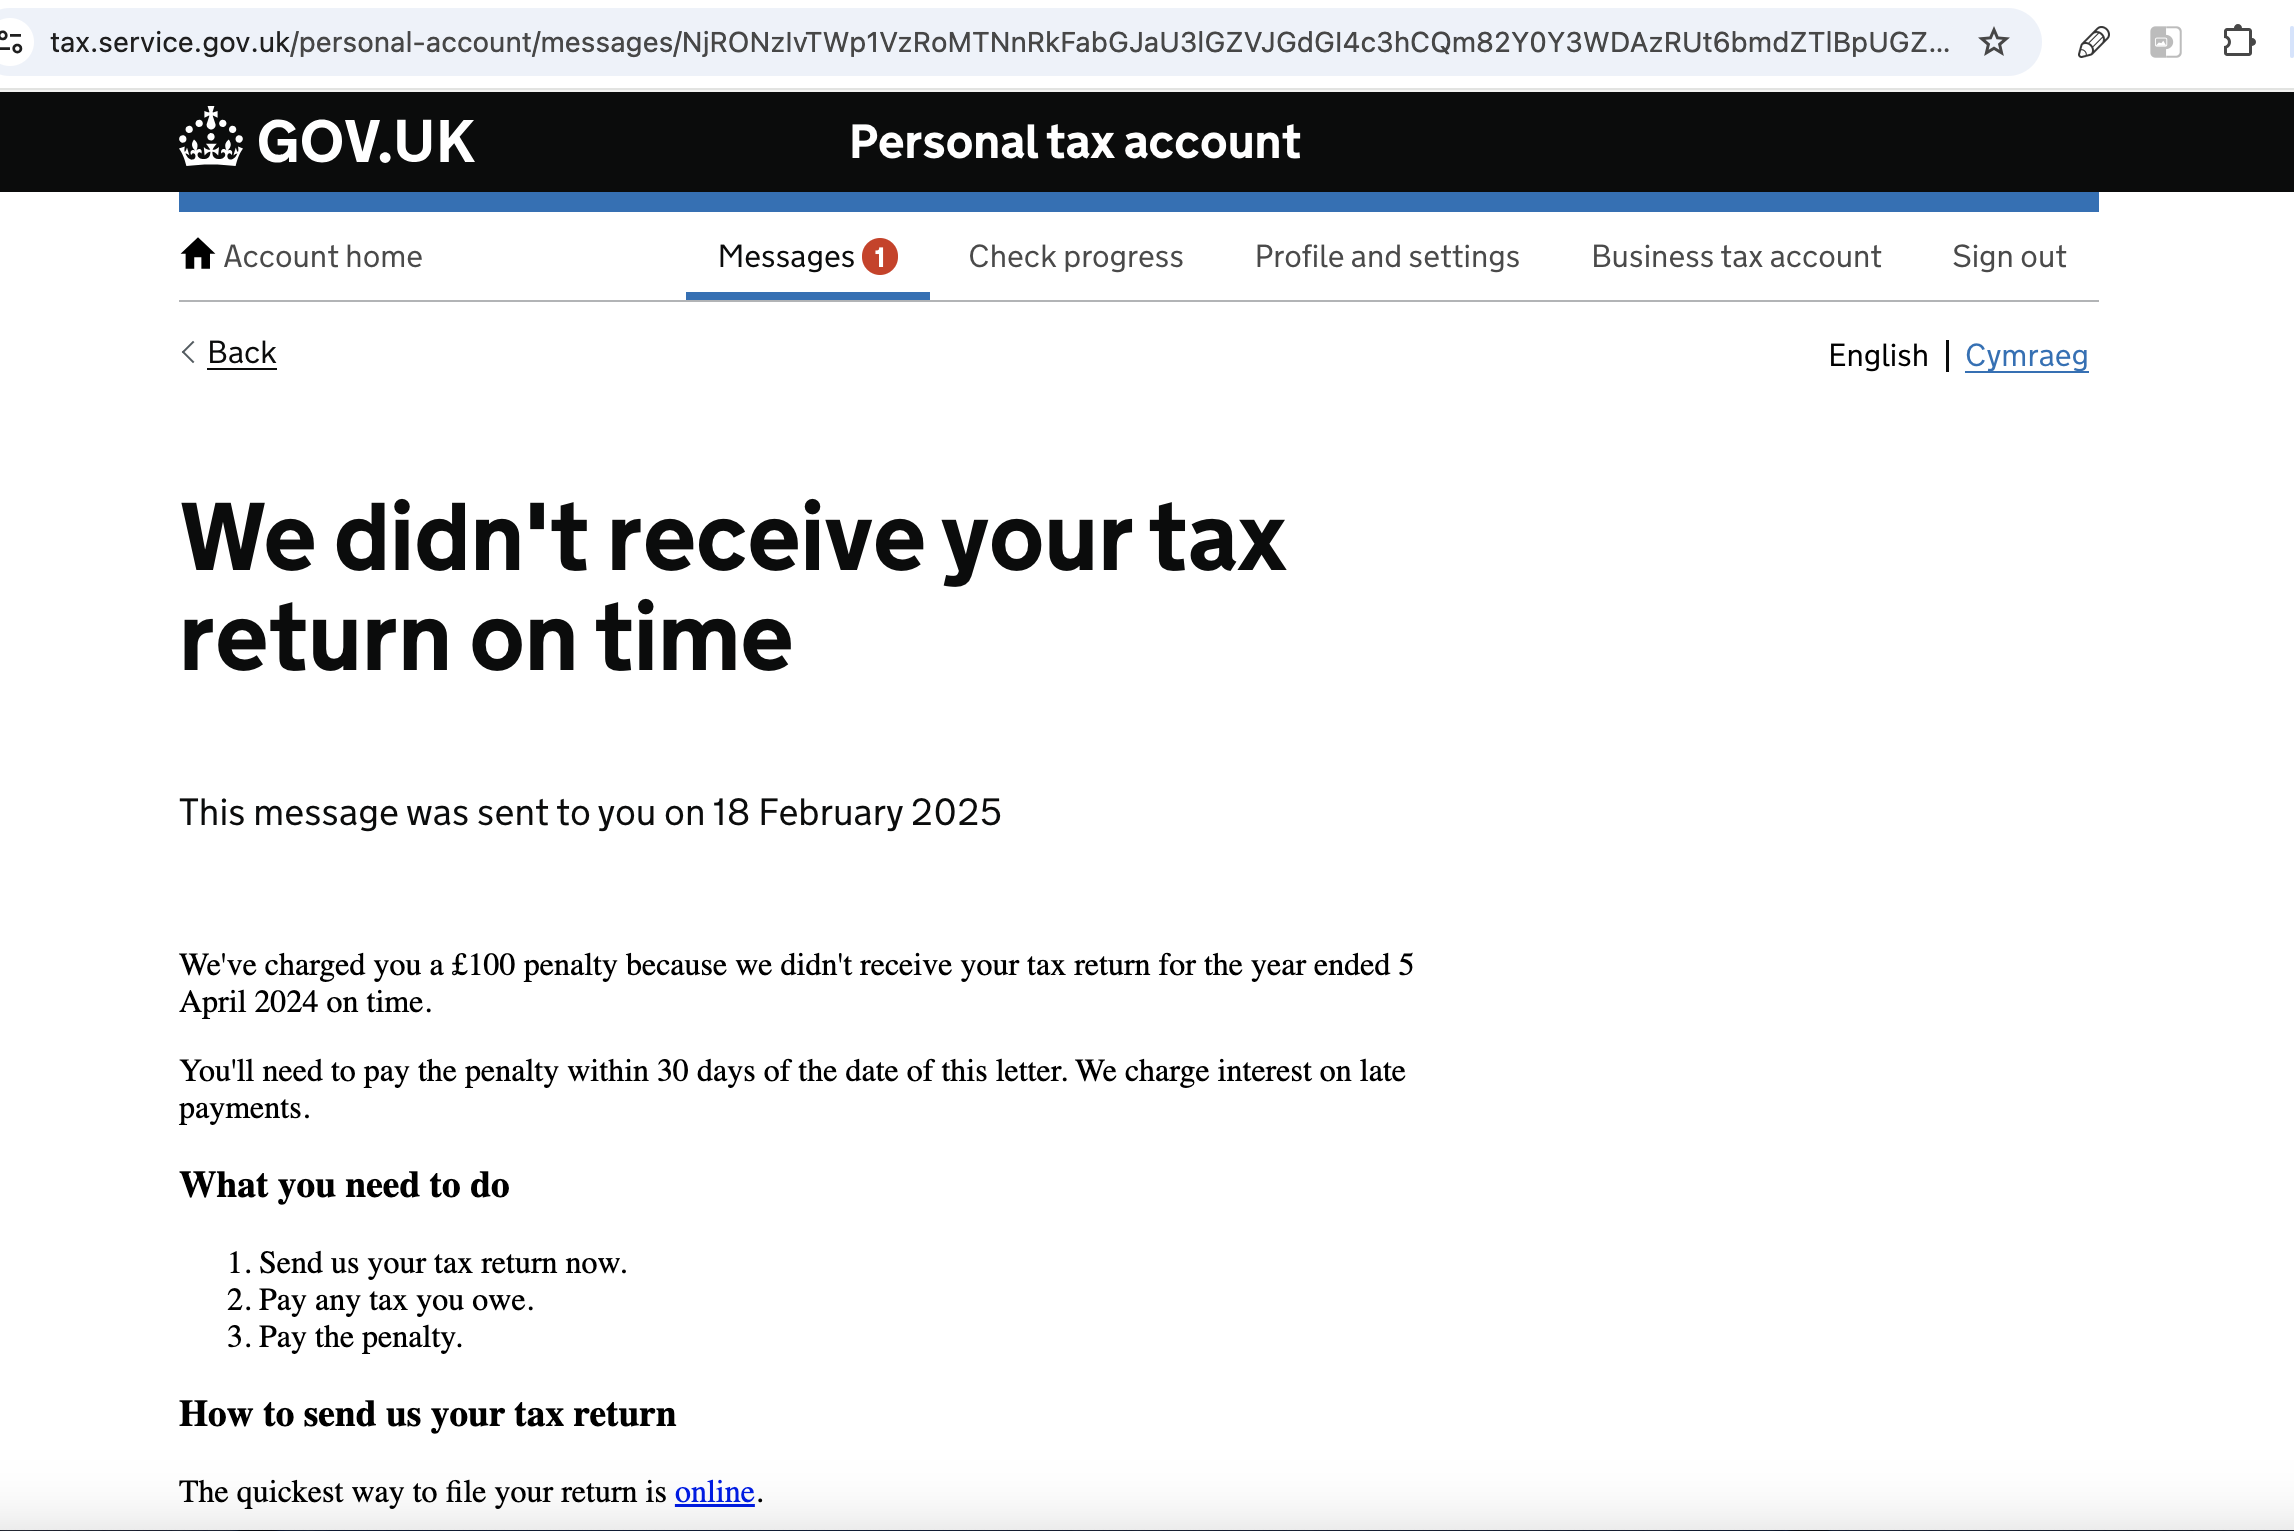 tax.service.gov.uk/personal-account/messages/NjRONzIvTWp1VzRoMTNnRkFabGJaU3lGZVJGdGl4c3hCQm82Y0Y3WDAzRUt6bmdZTlBpUGZ...
GOV.UK
Personal tax account
Account home
Messages 1
Check progress
Profile and settings
Business tax account
Sign out
Back
English | Cymraeg
We didn't receive your tax
return on time
This message was sent to you on 18 February 2025
We've charged you a £100 penalty because we didn't receive your tax return for the year ended 5
April 2024 on time.
You'll need to pay the penalty within 30 days of the date of this letter. We charge interest on late
payments.
What you need to do
1. Send us your tax return now.
2. Pay any tax you owe.
3. Pay the penalty.
How to send us your tax return
The quickest way to file your return is online.